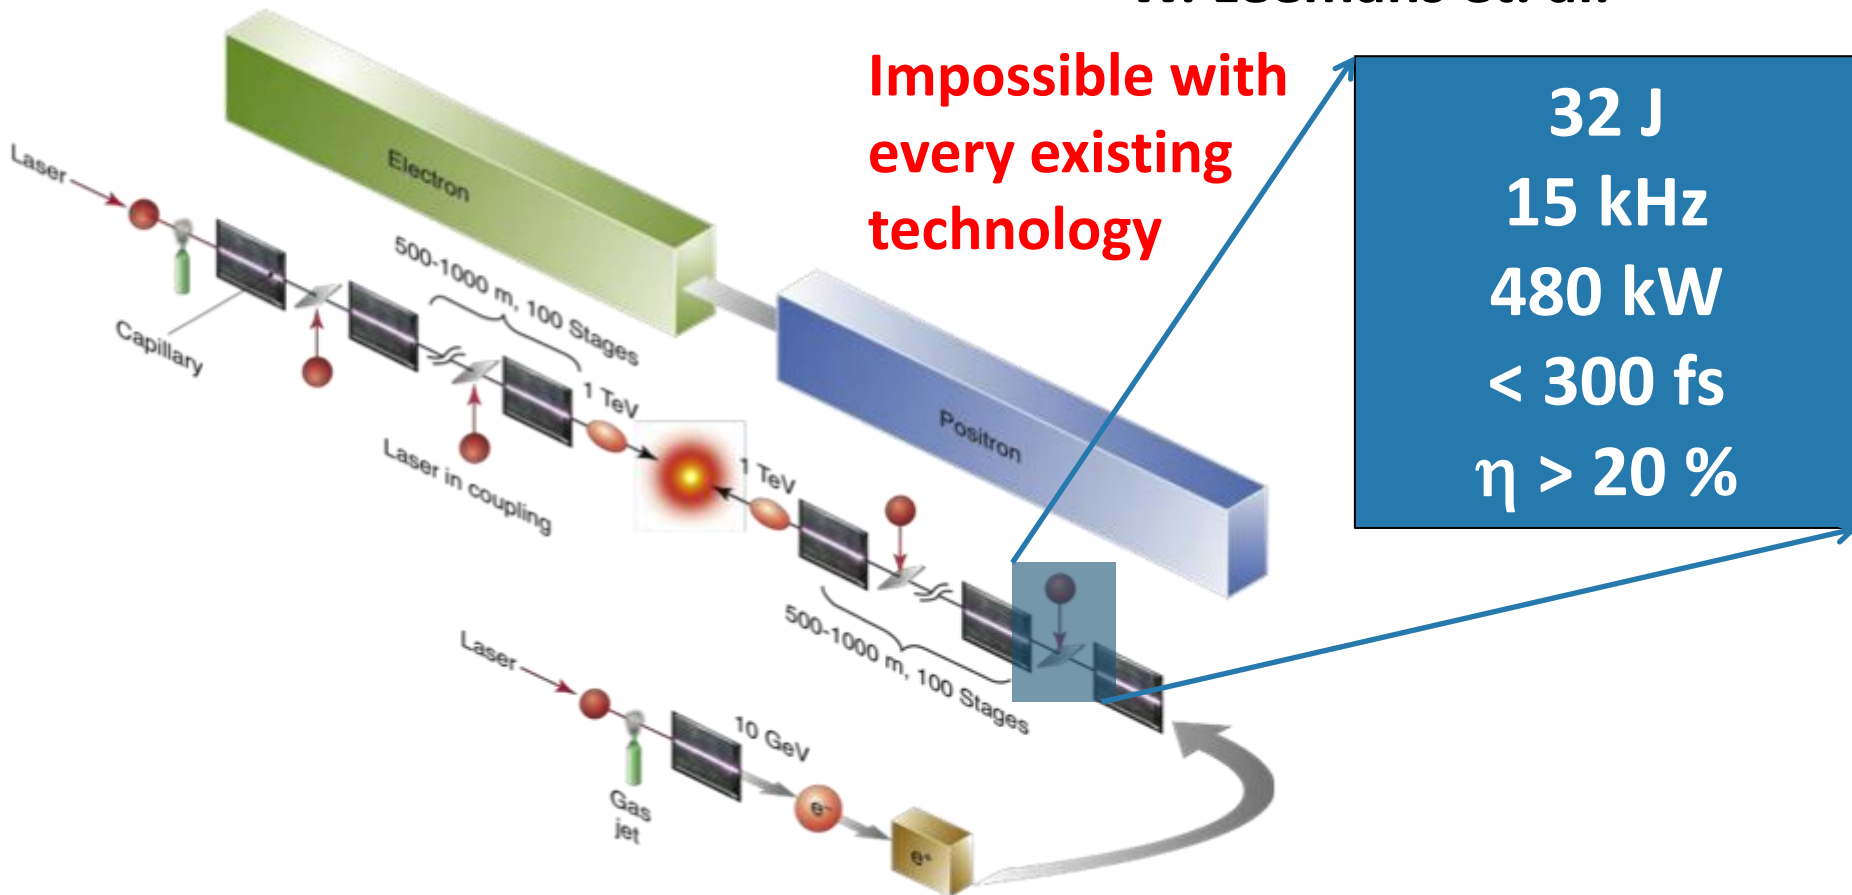 Impossible with
every existing
technology
32 J
15 kHz
480 kW
< 300 fs
η > 20 %
Electron
Laser
500-1000 m, 100 Stages
Capillary
1 TeV
Laser in coupling
Positron
1 TeV
500-1000 m, 100 Stages
Laser
10 GeV
Gas
jet
e⁻
e⁺